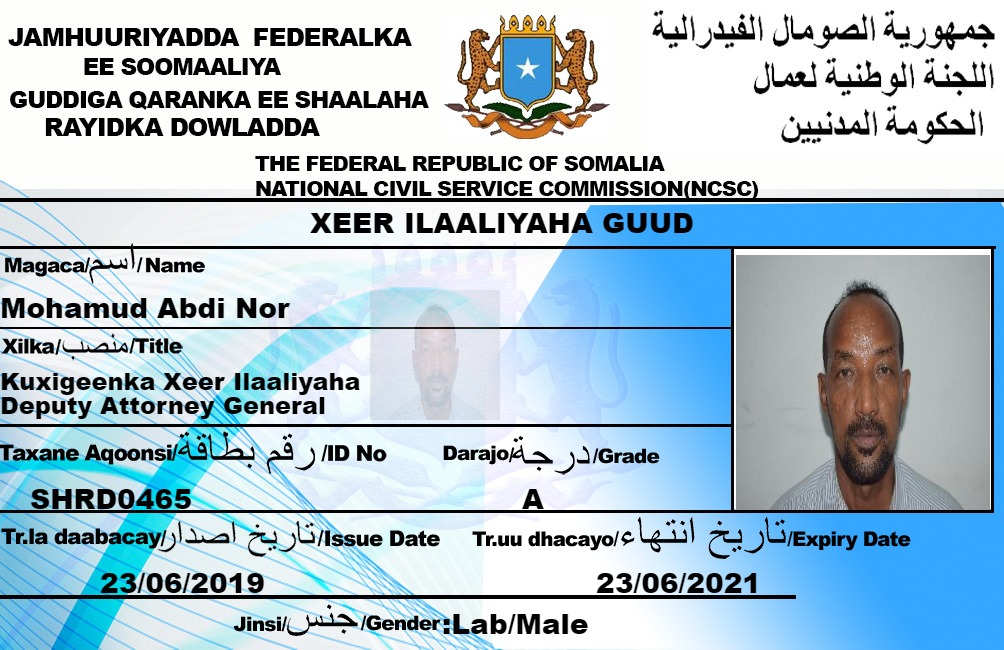 JAMHUURIYADDA FEDERALKA
EE SOOMAALIYA
GUDDIGA QARANKA EE SHAALAHA
RAYIDKA DOWLADDA
جمهورية الصومال الفيدرالية
اللجنة الوطنية لعمال
الحكومة المدنيين
THE FEDERAL REPUBLIC OF SOMALIA
NATIONAL CIVIL SERVICE COMMISSION(NCSC)
XEER ILAALIYAHA GUUD
Magaca/اسم/Name
Mohamud Abdi Nor
Xilka/منصب/Title
Kuxigeenka Xeer Ilaaliyaha
Deputy Attorney General
Taxane Aqoonsi/رقم بطاقة/ID No
Darajo/درجة/Grade
SHRD0465
A
Tr.la daabacay/تاريخ اصدار/Issue Date
Tr.uu dhacayo/تاريخ انتهاء/Expiry Date
23/06/2019
23/06/2021
Jinsi/جنس/Gender:Lab/Male